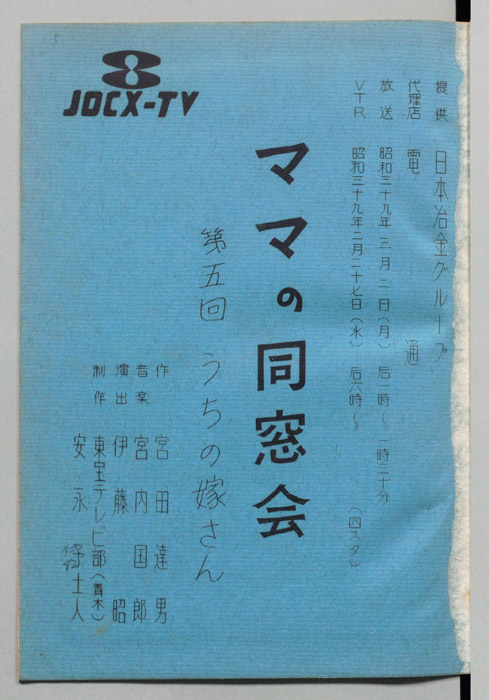 8
JOCX-TV
提供　日本冶金グループ
代理店　電通
放送　昭和三十九年三月二日（月）后一時〜一時三十分
VTR　昭和三十九年二月二十七日（水）后六時〜（四スタ）
ママの同窓会
第五回　うちの嫁さん
作　宮田達男
音楽　宮内国郎
演出　伊藤　昭
制作　東宝テレビ部（青木）
安永　士人